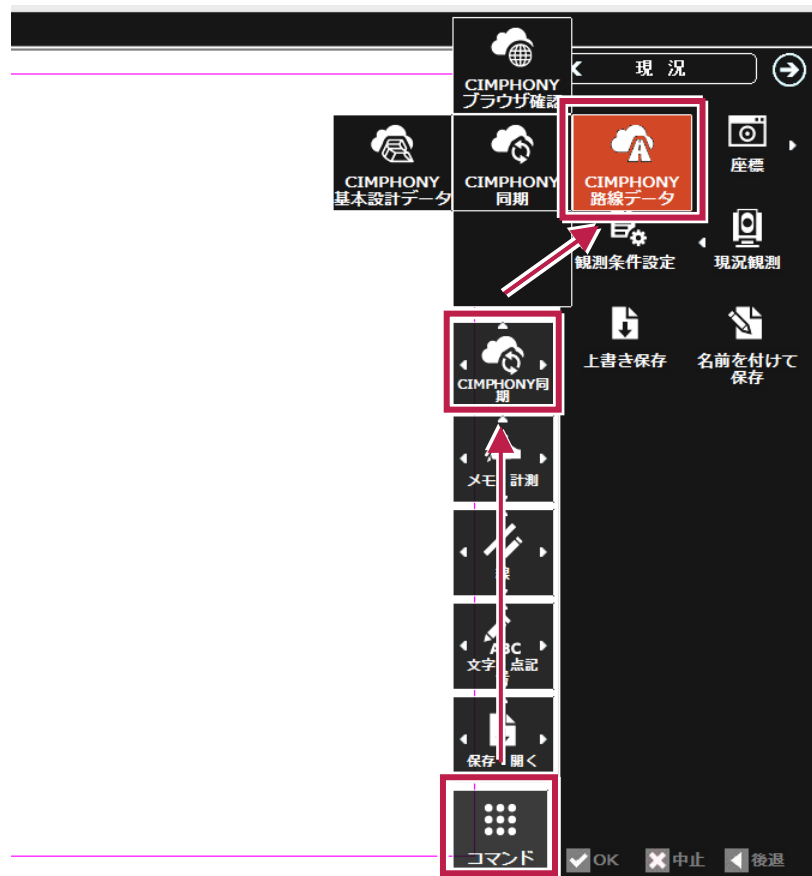 CIMPHONY
ブラウザ確認
現 況
CIMPHONY
基本設計データ
CIMPHONY
同期
CIMPHONY
路線データ
座標
観測条件設定
現況観測
CIMPHONY同
期
上書き保存
名前を付けて
保存
メモ 計測
線
ABC
文字 点記
号
保存 開く
コマンド
OK
中止
後退